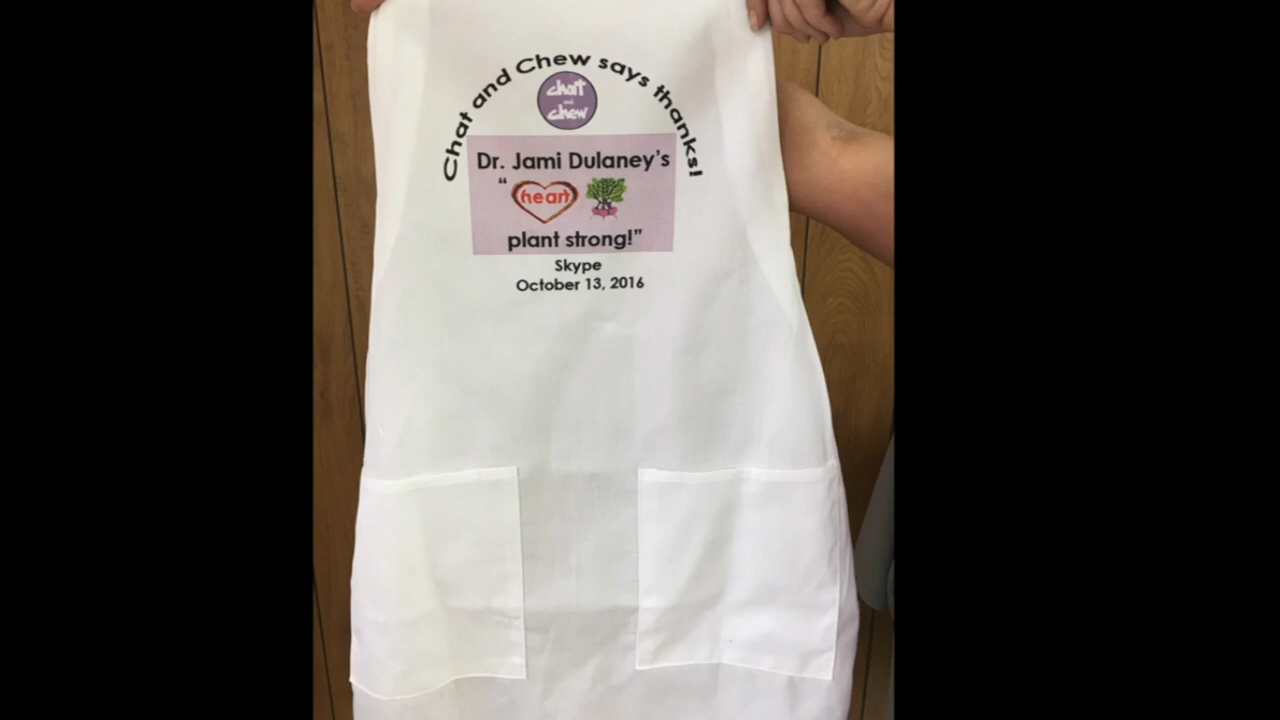 Chat and Chew says thanks!
chat
and
chew
Dr. Jami Dulaney's
“ heart
plant strong!”
Skype
October 13, 2016